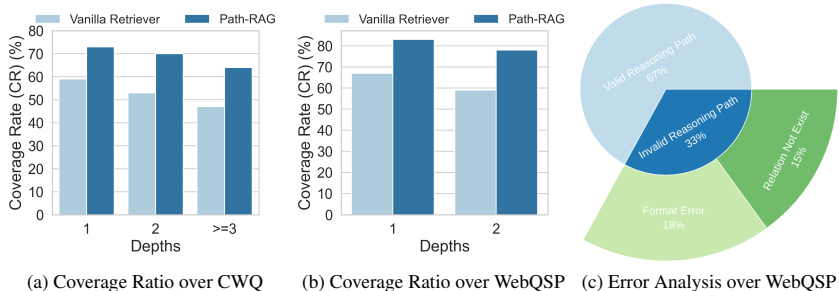 Vanilla Retriever
Path-RAG
Coverage Rate (CR) (%)
80
70
60
50
40
30
20
10
0
1
2
>=3
Depths
(a) Coverage Ratio over CWQ
Vanilla Retriever
Path-RAG
Coverage Rate (CR) (%)
80
70
60
50
40
30
20
10
0
1
2
Depths
(b) Coverage Ratio over WebQSP
Valid Reasoning Path
67%
Invalid Reasoning Path
33%
Relation Not Exist
15%
Format Error
18%
(c) Error Analysis over WebQSP